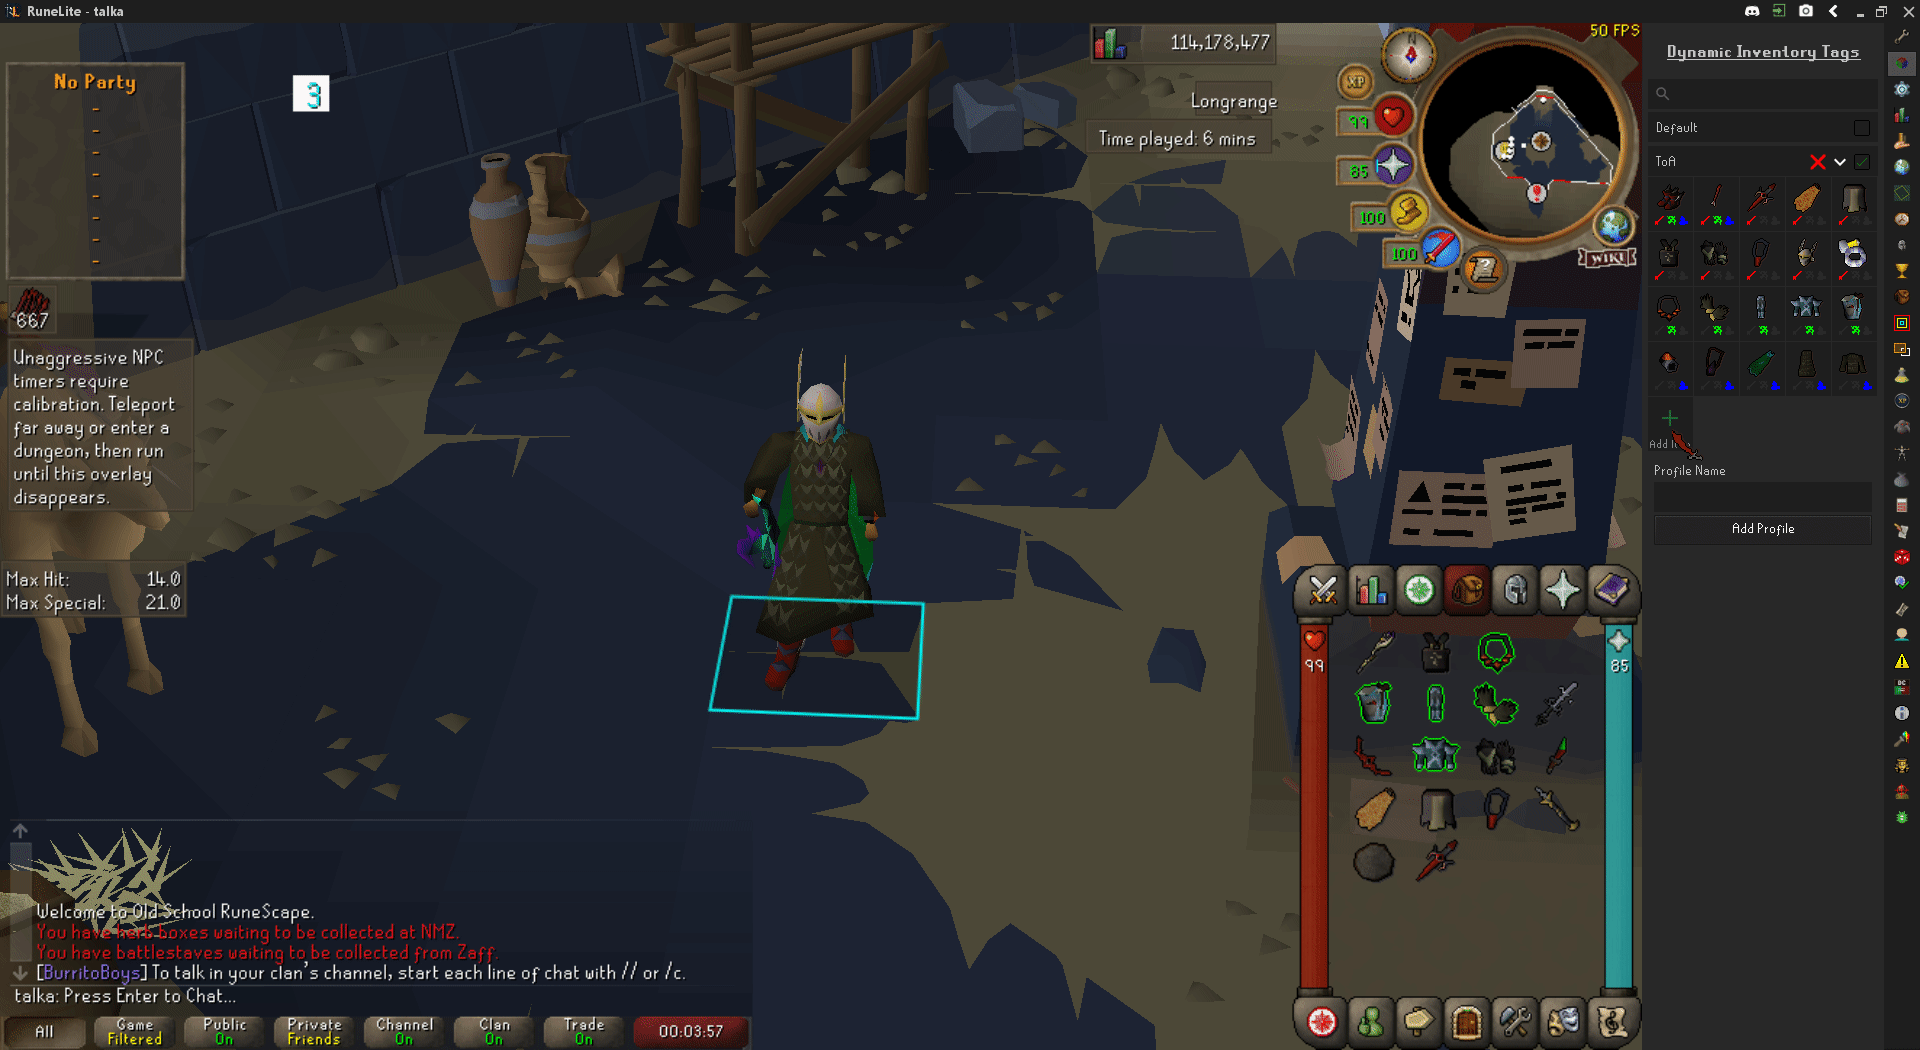 RuneLite - talka
50 FPS
No Party
-
-
-
-
-
-
-
-
3
114,178,477
Longrange
Time played: 6 mins
XP
N
99
85
100
100
WIKI
667
Unaggressive NPC
timers require
calibration. Teleport
far away or enter a
dungeon, then run
until this overlay
disappears.
Max Hit: 14.0
Max Special: 21.0
99
85
Welcome to Old School RuneScape.
You have herb boxes waiting to be collected at NMZ.
You have battlestaves waiting to be collected from Zaff.
[BurritoBoys] To talk in your clan's channel, start each line of chat with // or /c.
talka: Press Enter to Chat...
All
Game
Filtered
Public
On
Private
Friends
Channel
On
Clan
On
Trade
On
00:03:57
Dynamic Inventory Tags
Default
ToA
Profile Name
Add Profile